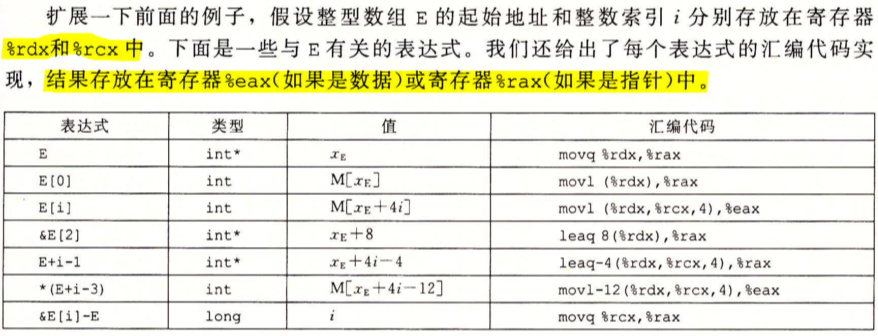 扩展一下前面的例子，假设整型数组 E 的起始地址和整数索引 i 分别存放在寄存器
%rdx和%rcx 中。下面是一些与 E 有关的表达式。我们还给出了每个表达式的汇编代码实
现，结果存放在寄存器%eax(如果是数据)或寄存器%rax(如果是指针)中。
表达式 类型 值 汇编代码
E int* xE movq %rdx,%rax
E[0] int M[xE] movl (%rdx),%rax
E[i] int M[xE+4i] movl (%rdx,%rcx,4),%eax
&E[2] int* xE+8 leaq 8(%rdx),%rax
E+i-1 int* xE+4i-4 leaq-4(%rdx,%rcx,4),%rax
*(E+i-3) int M[xE+4i-12] movl-12(%rdx,%rcx,4),%eax
&E[i]-E long i movq %rcx,%rax